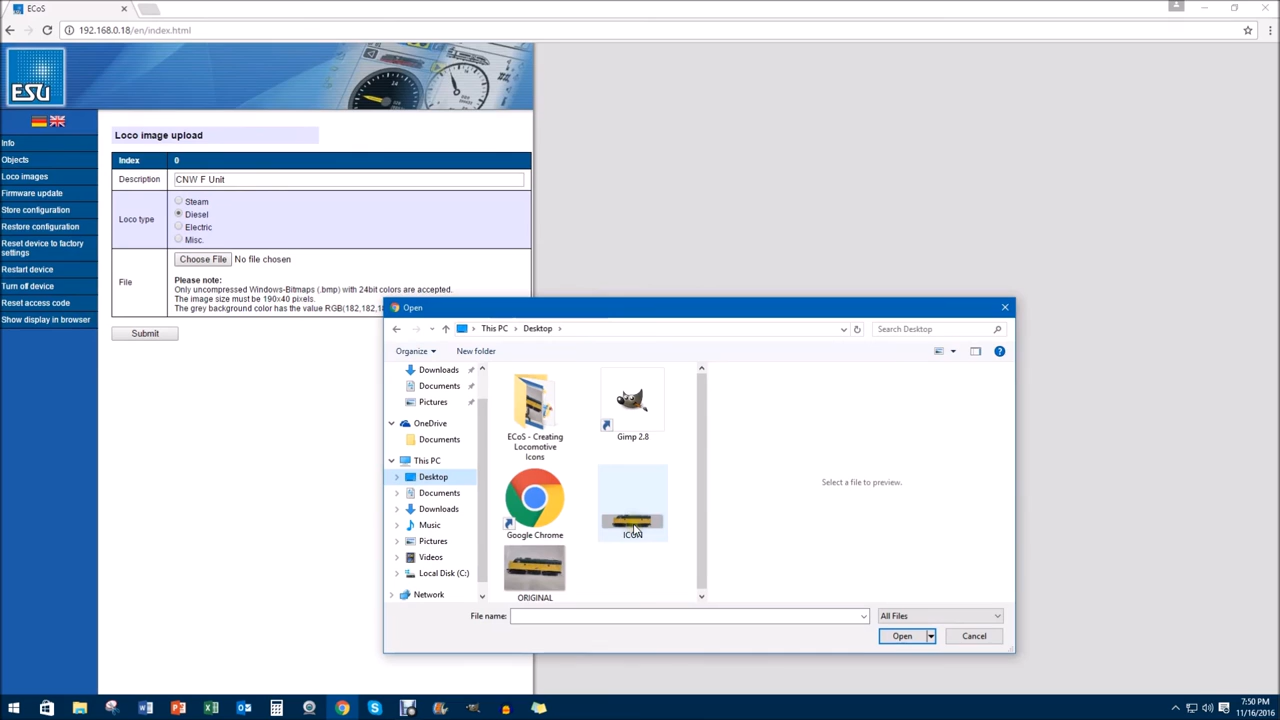 ECoS
192.168.0.18/en/index.html
ESU
Info
Objects
Loco images
Firmware update
Store configuration
Restore configuration
Reset device to factory
settings
Restart device
Turn off device
Reset access code
Show display in browser
Loco image upload
Index 0
Description CNW F Unit
Loco type
Steam
Diesel
Electric
Misc.
File
Choose File No file chosen
Please note:
Only uncompressed Windows-Bitmaps (.bmp) with 24bit colors are accepted.
The image size must be 190x40 pixels.
The grey background color has the value RGB(182,182,18
Submit
Open
This PC > Desktop >
Search Desktop
Organize
New folder
Downloads
Documents
Pictures
OneDrive
Documents
This PC
Desktop
Documents
Downloads
Music
Pictures
Videos
Local Disk (C:)
Network
ECoS - Creating
Locomotive
Icons
Gimp 2.8
Google Chrome
ICON
ORIGINAL
Select a file to preview.
File name:
All Files
Open
Cancel
7:50 PM
11/16/2016